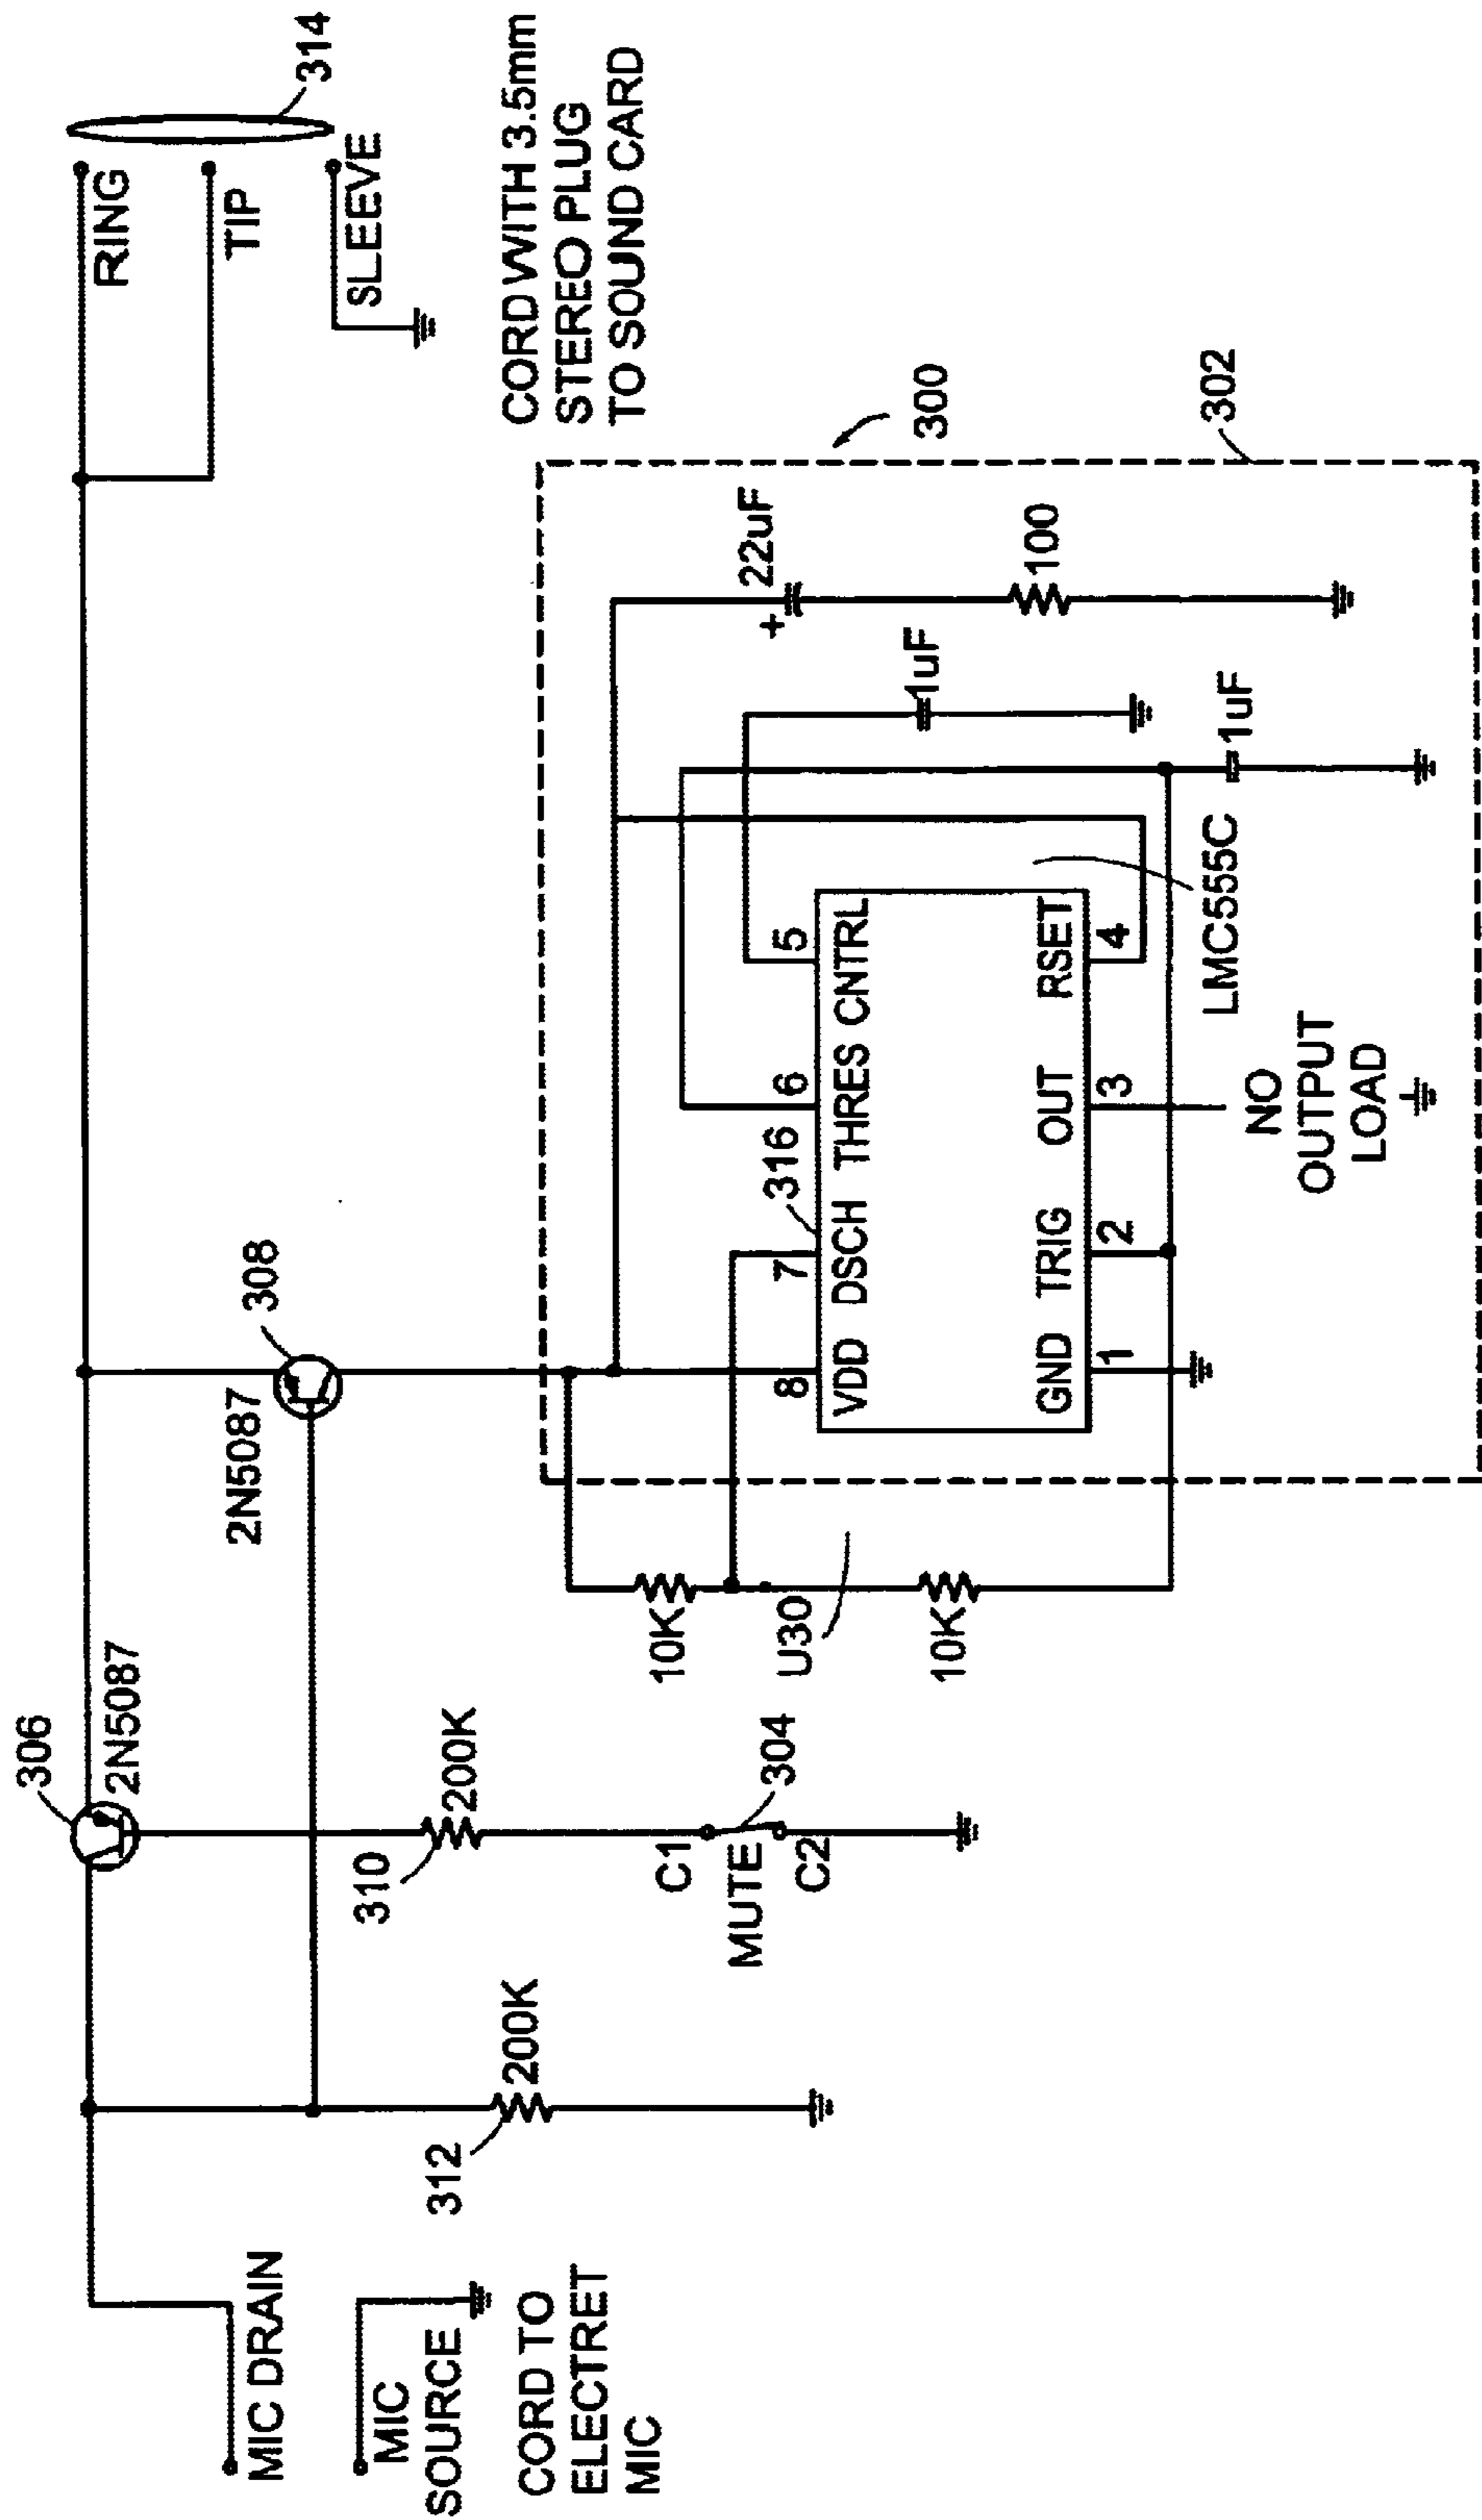 306
2N5087
308
2N5087
RING
TIP
SLEEVE
314
MIC DRAIN
MIC
SOURCE
CORD TO
ELECTRET
MIC
312
200K
310
200K
C1
MUTE
304
C2
CORD WITH 3.5mm
STEREO PLUG
TO SOUND CARD
300
302
10K
U30
10K
316
8
7
6
5
VDD
DSCH
THRES
CNTRL
GND
TRIG
OUT
RSET
1
2
3
4
22uF
+
1uF
100
1uF
LMC555C
NO
OUTPUT
LOAD